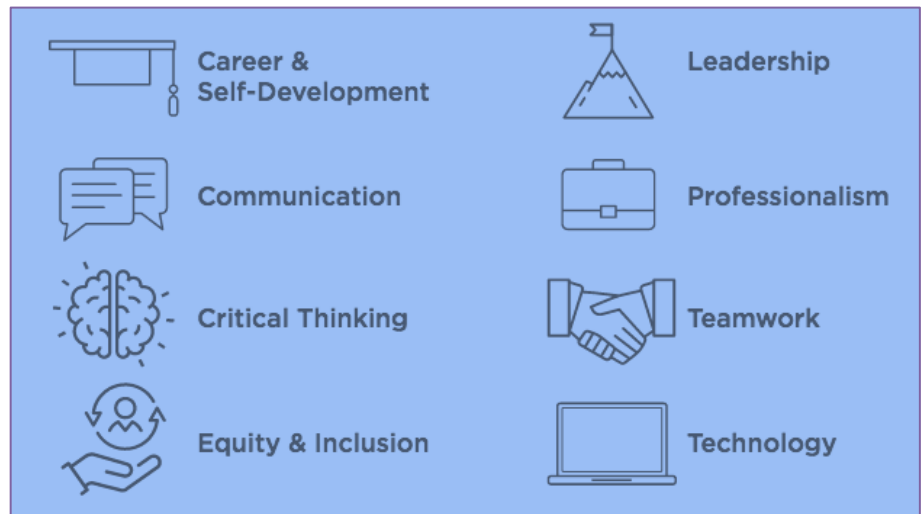 Career &
Self-Development
Leadership
Communication
Professionalism
Critical Thinking
Teamwork
Equity & Inclusion
Technology